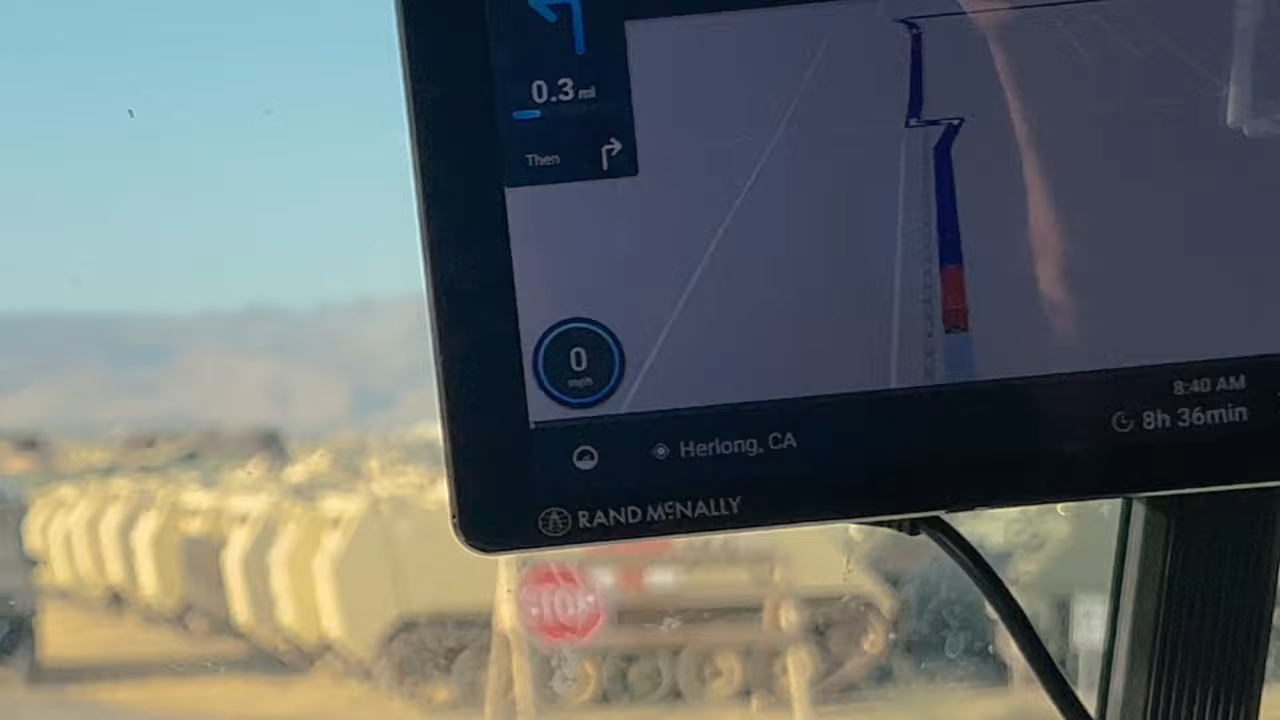 0.3 mi
Then
0
mph
8:40 AM
8h 36min
Herlong, CA
RAND MCNALLY
STOP